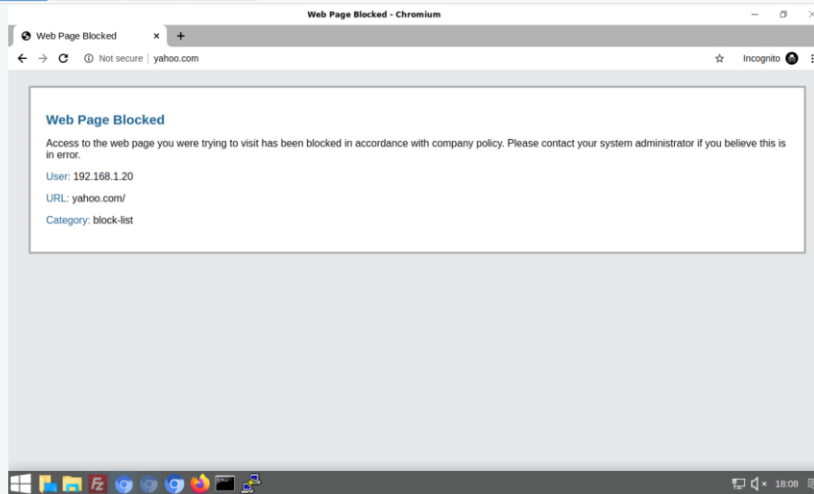 Web Page Blocked - Chromium
Web Page Blocked
Not secure | yahoo.com
Incognito
Web Page Blocked
Access to the web page you were trying to visit has been blocked in accordance with company policy. Please contact your system administrator if you believe this is
in error.
User: 192.168.1.20
URL: yahoo.com/
Category: block-list
18:08